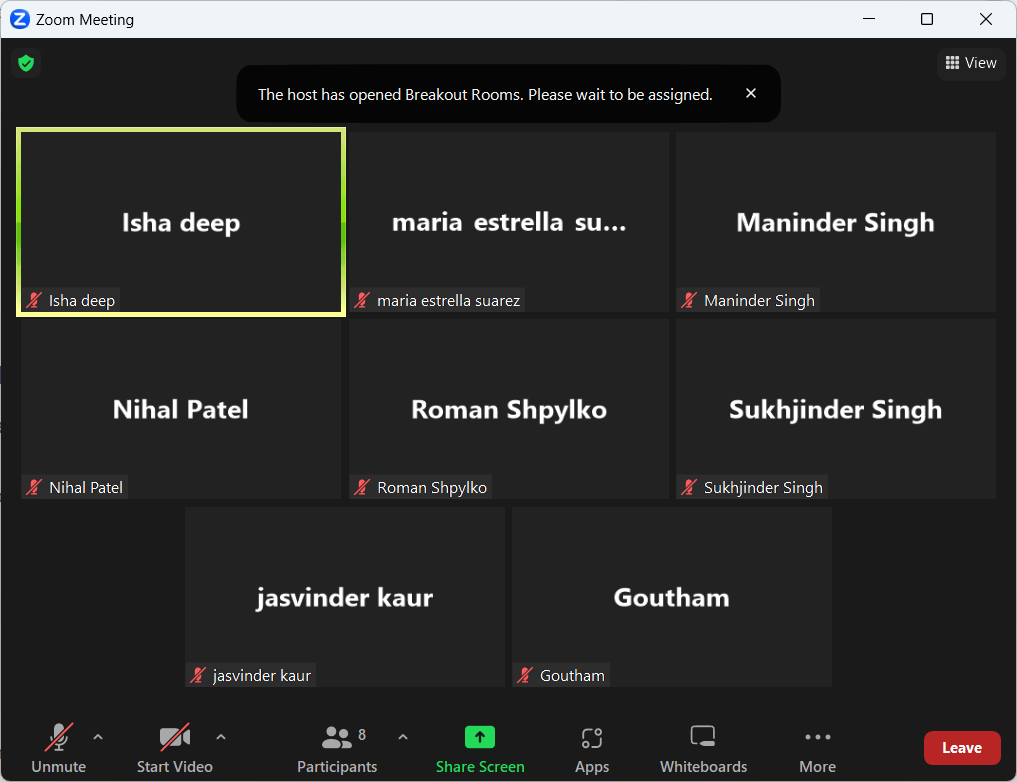 Zoom Meeting
View
The host has opened Breakout Rooms. Please wait to be assigned.
Isha deep
maria estrella su...
Maninder Singh
Isha deep
maria estrella suarez
Maninder Singh
Nihal Patel
Roman Shpylko
Sukhjinder Singh
Nihal Patel
Roman Shpylko
Sukhjinder Singh
jasvinder kaur
Goutham
jasvinder kaur
Goutham
8
Unmute
Start Video
Participants
Share Screen
Apps
Whiteboards
More
Leave